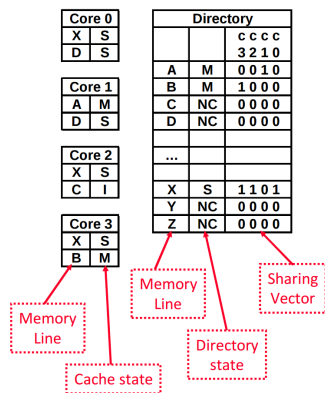 Core 0
X S
D S
Core 1
A M
D S
Core 2
X S
C I
Core 3
X S
B M
Directory
c c c c
3 2 1 0
A M 0 0 1 0
B M 1 0 0 0
C NC 0 0 0 0
D NC 0 0 0 0
...
X S 1 1 0 1
Y NC 0 0 0 0
Z NC 0 0 0 0
Memory
Line
Cache state
Memory
Line
Directory
state
Sharing
Vector